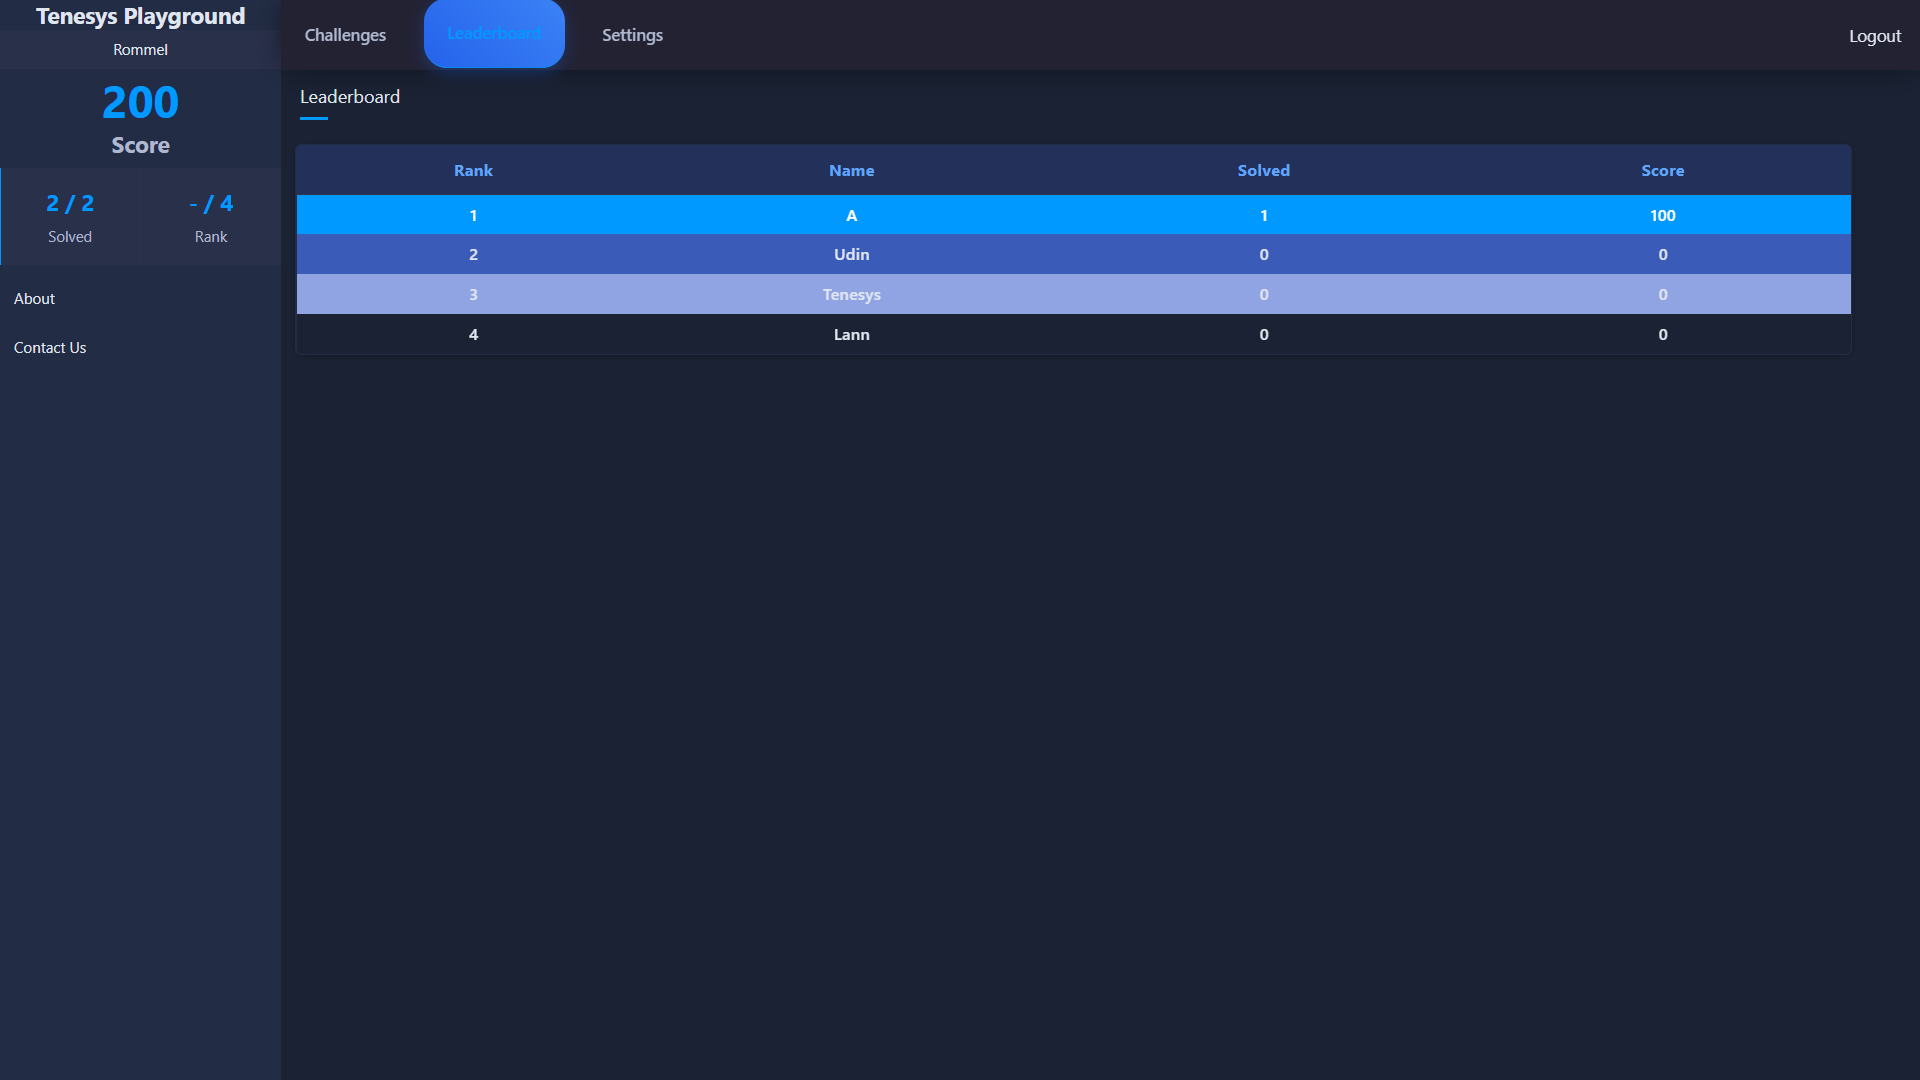 Tenesys Playground
Rommel
200
Score
2 / 2
Solved
- / 4
Rank
About
Contact Us
Challenges
Leaderboard
Settings
Logout
Leaderboard
Rank Name Solved Score
1 A 1 100
2 Udin 0 0
3 Tenesys 0 0
4 Lann 0 0